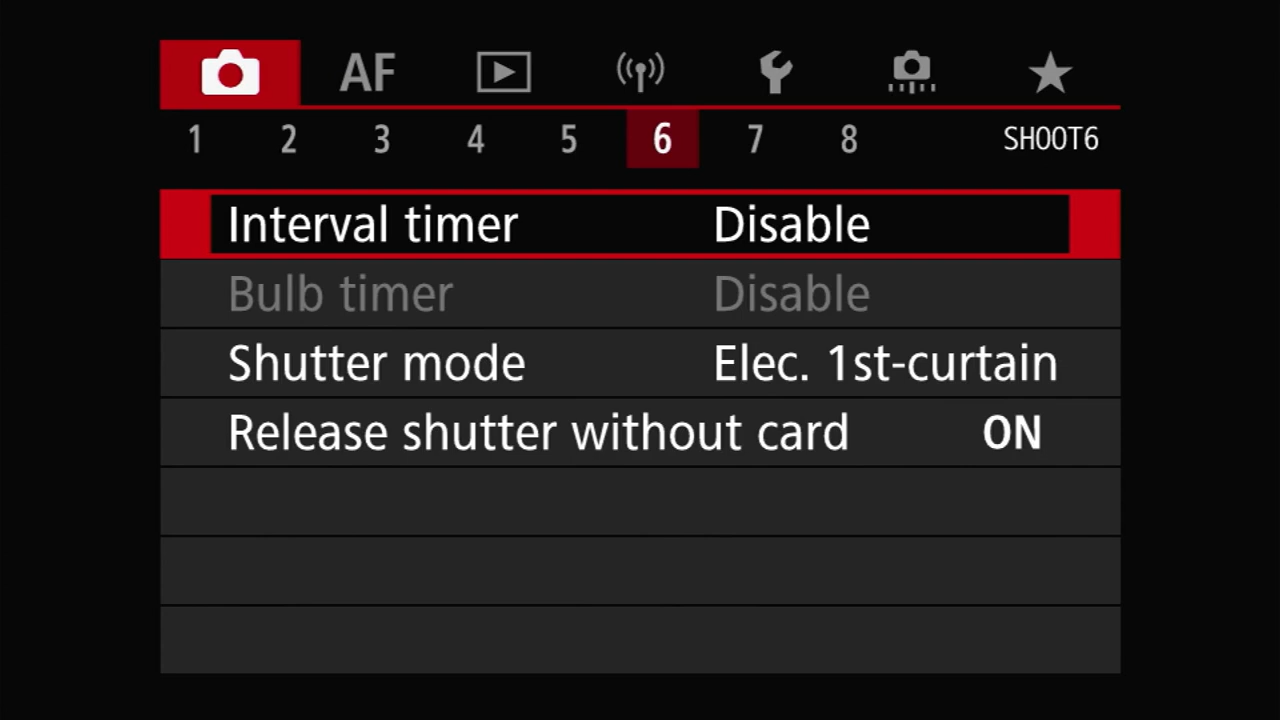 AF
1 2 3 4 5 6 7 8 SHOOT6
Interval timer Disable
Bulb timer Disable
Shutter mode Elec. 1st-curtain
Release shutter without card ON